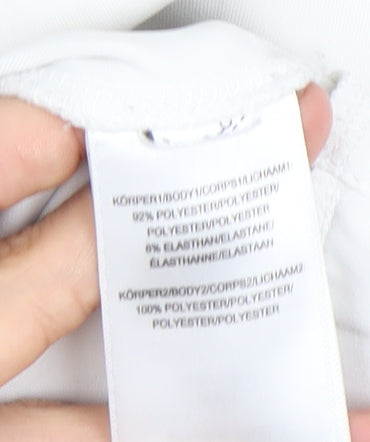 KÖRPER1/BODY1/CORPS1/LICHAAM1
92% POLYESTER/POLYESTER/
POLYESTER/POLYESTER
8% ELASTHAN/ELASTANE/
ÉLASTHANNE/ELASTAAN
KÖRPER2/BODY2/CORPS2/LICHAAM2
100% POLYESTER/POLYESTER/
POLYESTER/POLYESTER